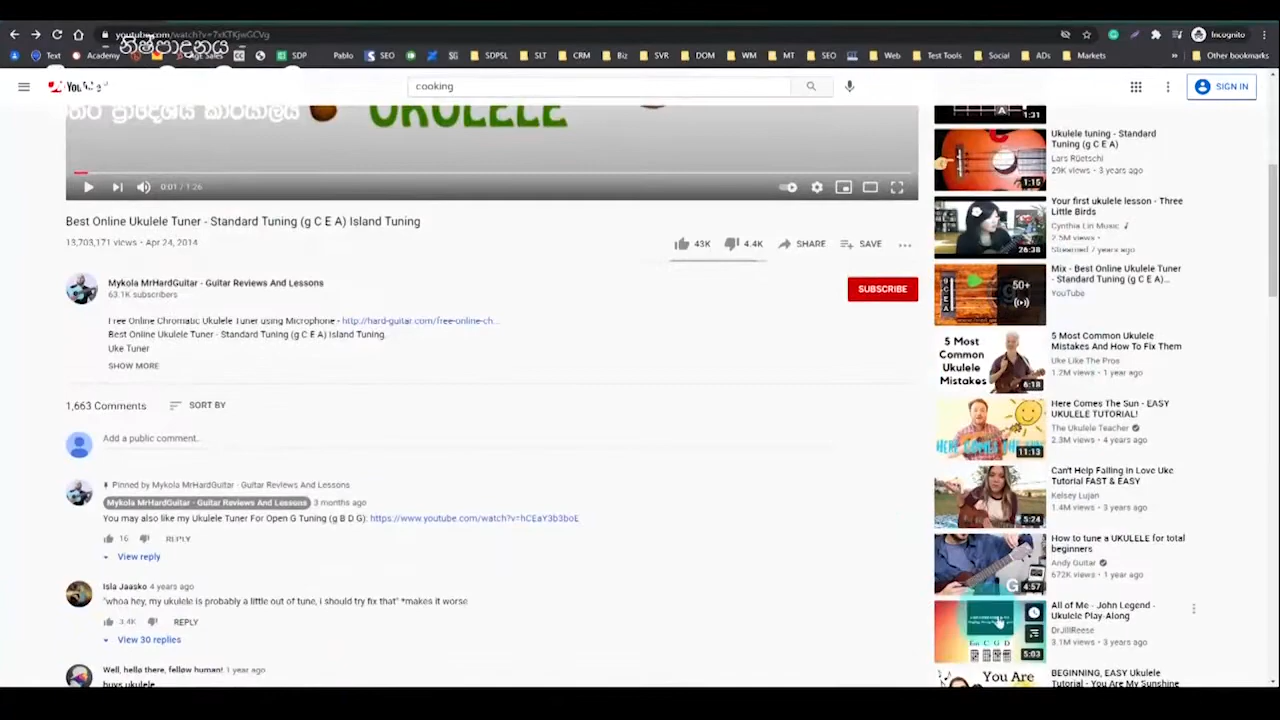 youtube.com/watch?v=7xKTKjwGCVg
Incognito
නිෂ්පාදනය
Text
Academy
SDP
Pablo
SEO
SG
SDPSL
SLT
CRM
Biz
SVR
DOM
WM
MT
SEO
Web
Test Tools
Social
ADs
Markets
Other bookmarks
YouTube
cooking
SIGN IN
ප්‍රාදේශීය කාර්යාලය
UKULELE
0:01 / 1:26
Best Online Ukulele Tuner - Standard Tuning (g C E A) Island Tuning
13,703,171 views • Apr 24, 2014
43K
4.4K
SHARE
SAVE
Mykola MrHardGuitar - Guitar Reviews And Lessons
63.1K subscribers
SUBSCRIBE
Free Online Chromatic Ukulele Tuner using Microphone - http://hard-guitar.com/free-online-ch...
Best Online Ukulele Tuner - Standard Tuning (g C E A) Island Tuning.
Uke Tuner
SHOW MORE
1,663 Comments
SORT BY
Add a public comment...
Pinned by Mykola MrHardGuitar - Guitar Reviews And Lessons
Mykola MrHardGuitar - Guitar Reviews And Lessons 3 months ago
You may also like my Ukulele Tuner For Open G Tuning (g B D G): https://www.youtube.com/watch?v=hCEaY3b3boE
16
REPLY
View reply
Isla Jaasko 4 years ago
"whoa hey, my ukulele is probably a little out of tune, i should try fix that" *makes it worse
3.4K
REPLY
View 30 replies
Well, hello there, fellow human! 1 year ago
buys ukulele
1:31
Ukulele tuning - Standard
Tuning (g C E A)
Lars Rüetschi
29K views • 3 years ago
1:15
Your first ukulele lesson - Three
Little Birds
Cynthia Lin Music
2.5M views •
Streamed 7 years ago
26:38
Mix - Best Online Ukulele Tuner
- Standard Tuning (g C E A)...
YouTube
50+
5 Most Common Ukulele
Mistakes And How To Fix Them
Uke Like The Pros
1.2M views • 1 year ago
5 Most
Common
Ukulele
Mistakes
6:18
Here Comes The Sun - EASY
UKULELE TUTORIAL!
The Ukulele Teacher
2.3M views • 4 years ago
11:13
Can't Help Falling in Love Uke
Tutorial FAST & EASY
Kelsey Lujan
1.4M views • 3 years ago
5:24
How to tune a UKULELE for total
beginners
Andy Guitar
672K views • 1 year ago
G
4:57
All of Me - John Legend -
Ukulele Play-Along
DrJillReese
3.1M views • 3 years ago
Em C G D
5:03
BEGINNING, EASY Ukulele
Tutorial - You Are My Sunshine
You Are